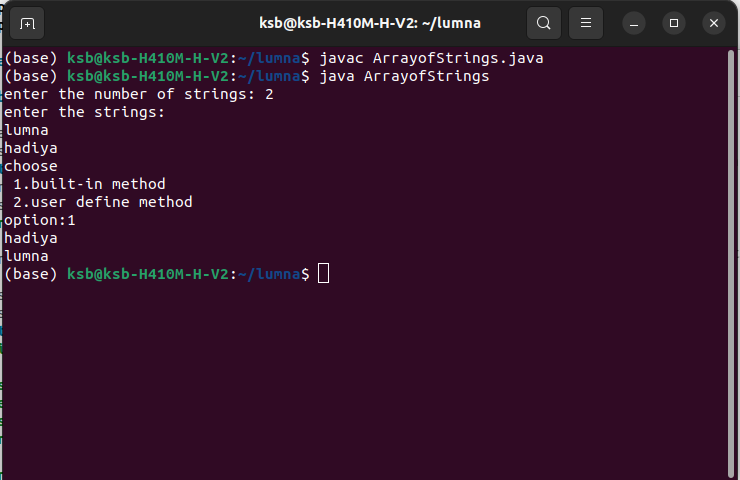 ksb@ksb-H410M-H-V2: ~/lumna
(base) ksb@ksb-H410M-H-V2:~/lumna$ javac ArrayofStrings.java
(base) ksb@ksb-H410M-H-V2:~/lumna$ java ArrayofStrings
enter the number of strings: 2
enter the strings:
lumna
hadiya
choose
 1.built-in method
 2.user define method
option:1
hadiya
lumna
(base) ksb@ksb-H410M-H-V2:~/lumna$